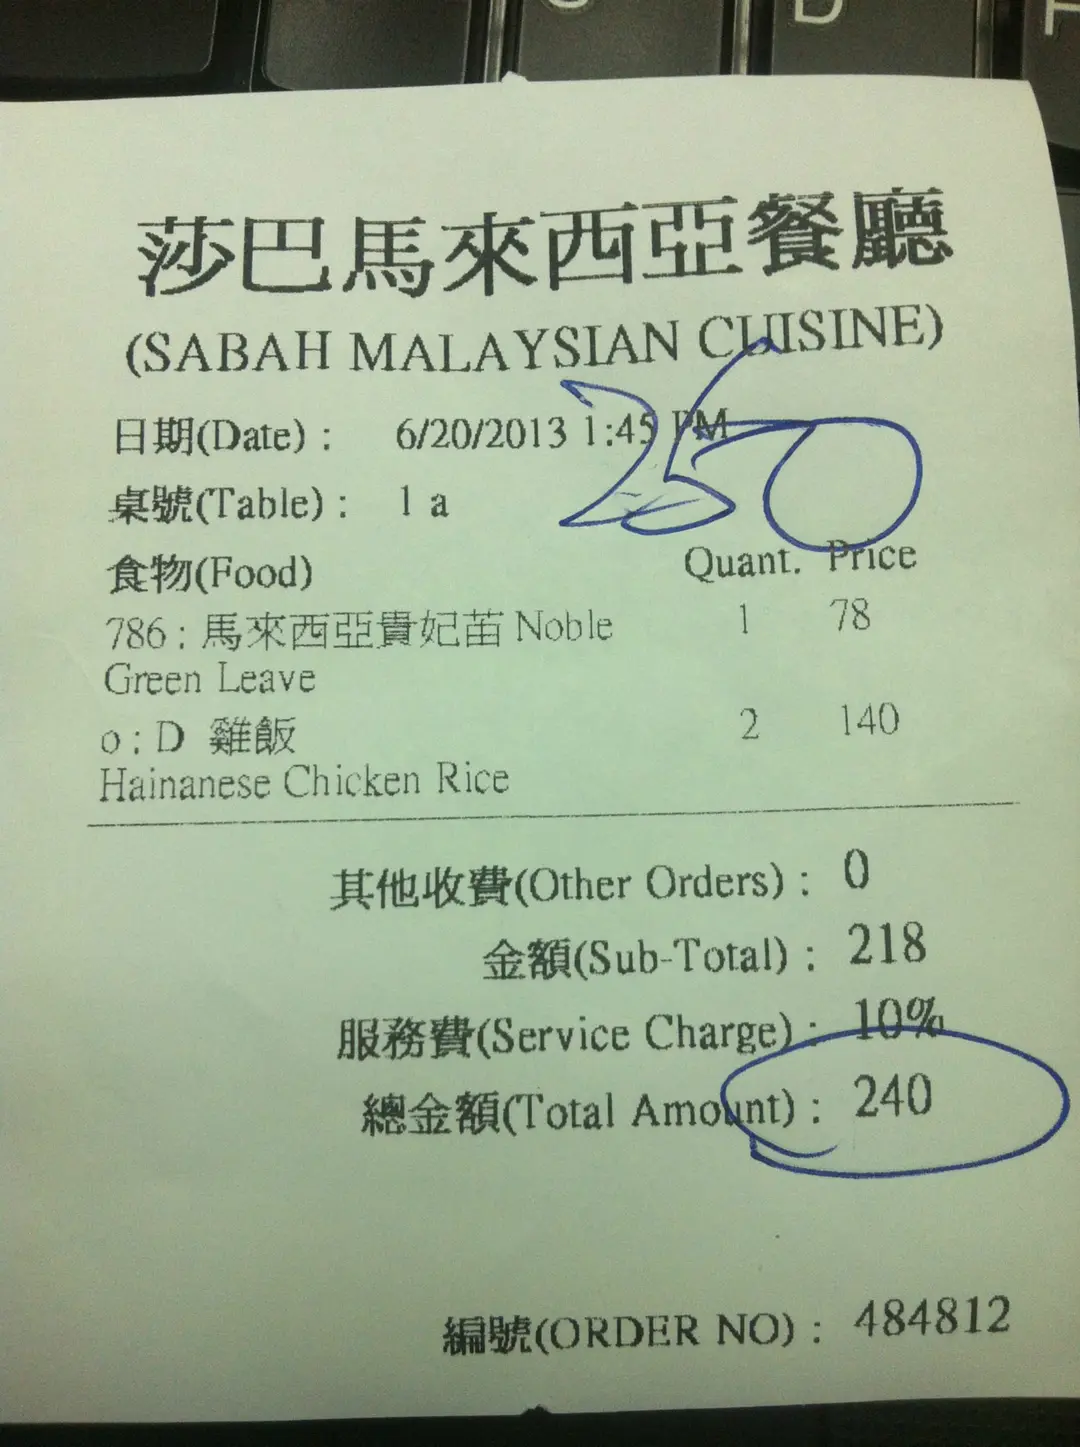 莎巴馬來西亞餐廳
(SABAH MALAYSIAN CUISINE)
250
日期(Date) : 6/20/2013 1:45 PM
桌號(Table) : 1 a
食物(Food) Quant. Price
786 : 馬來西亞貴妃苗 Noble 1 78
Green Leave
o : D 雞飯 2 140
Hainanese Chicken Rice
其他收費(Other Orders) : 0
金額(Sub-Total) : 218
服務費(Service Charge) : 10%
總金額(Total Amount) : 240
編號(ORDER NO) : 484812
D